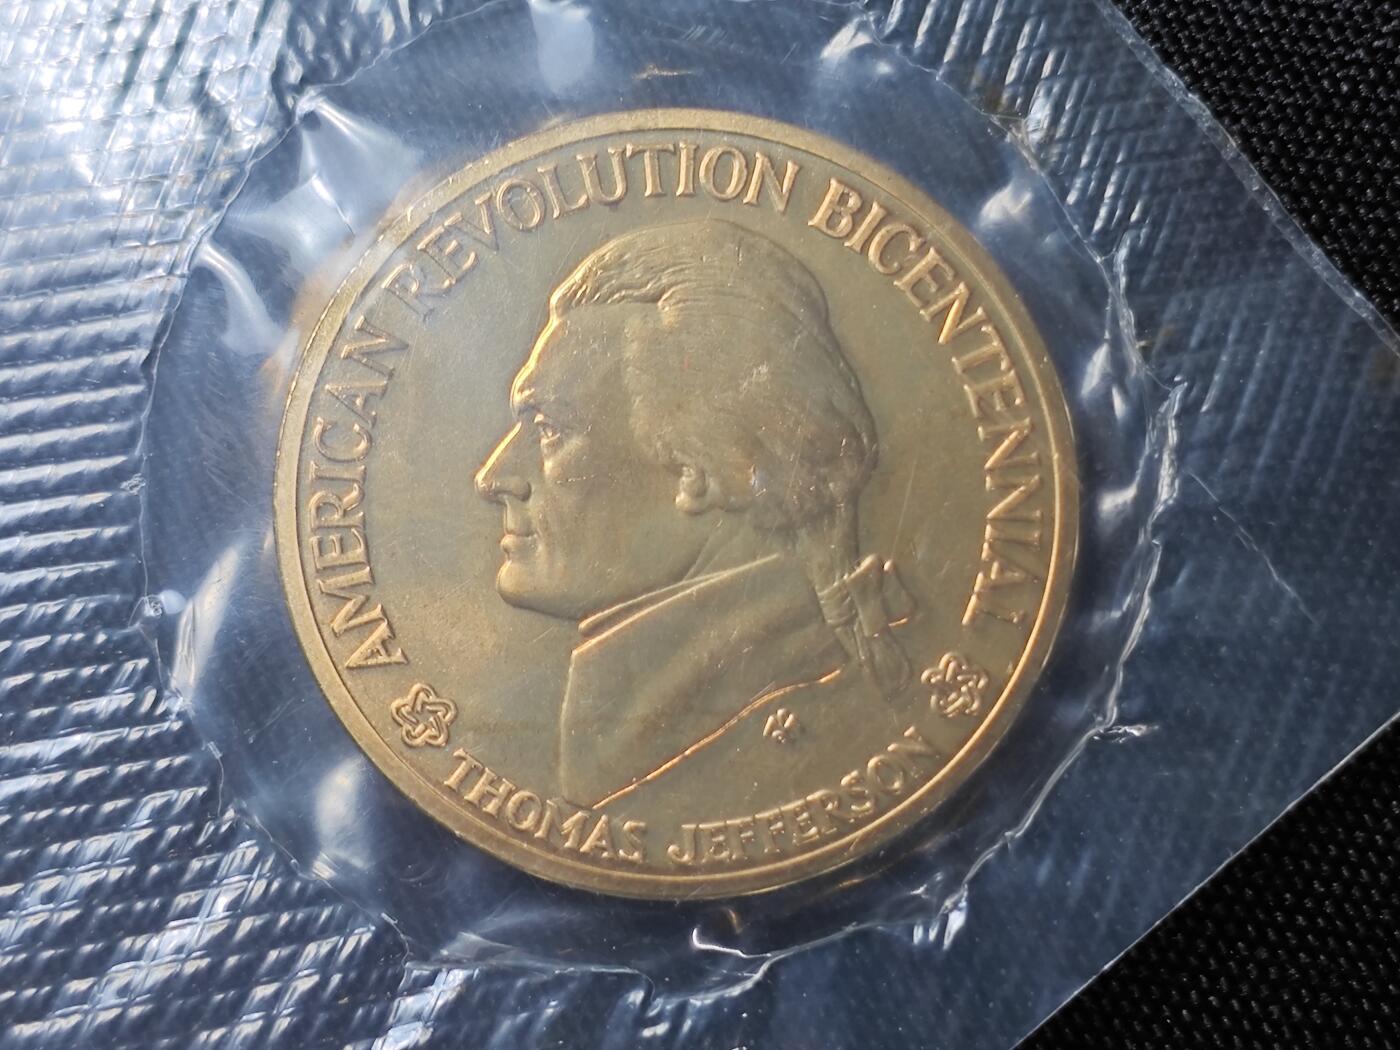 AMERICAN REVOLUTION BICENTENNIAL
THOMAS JEFFERSON